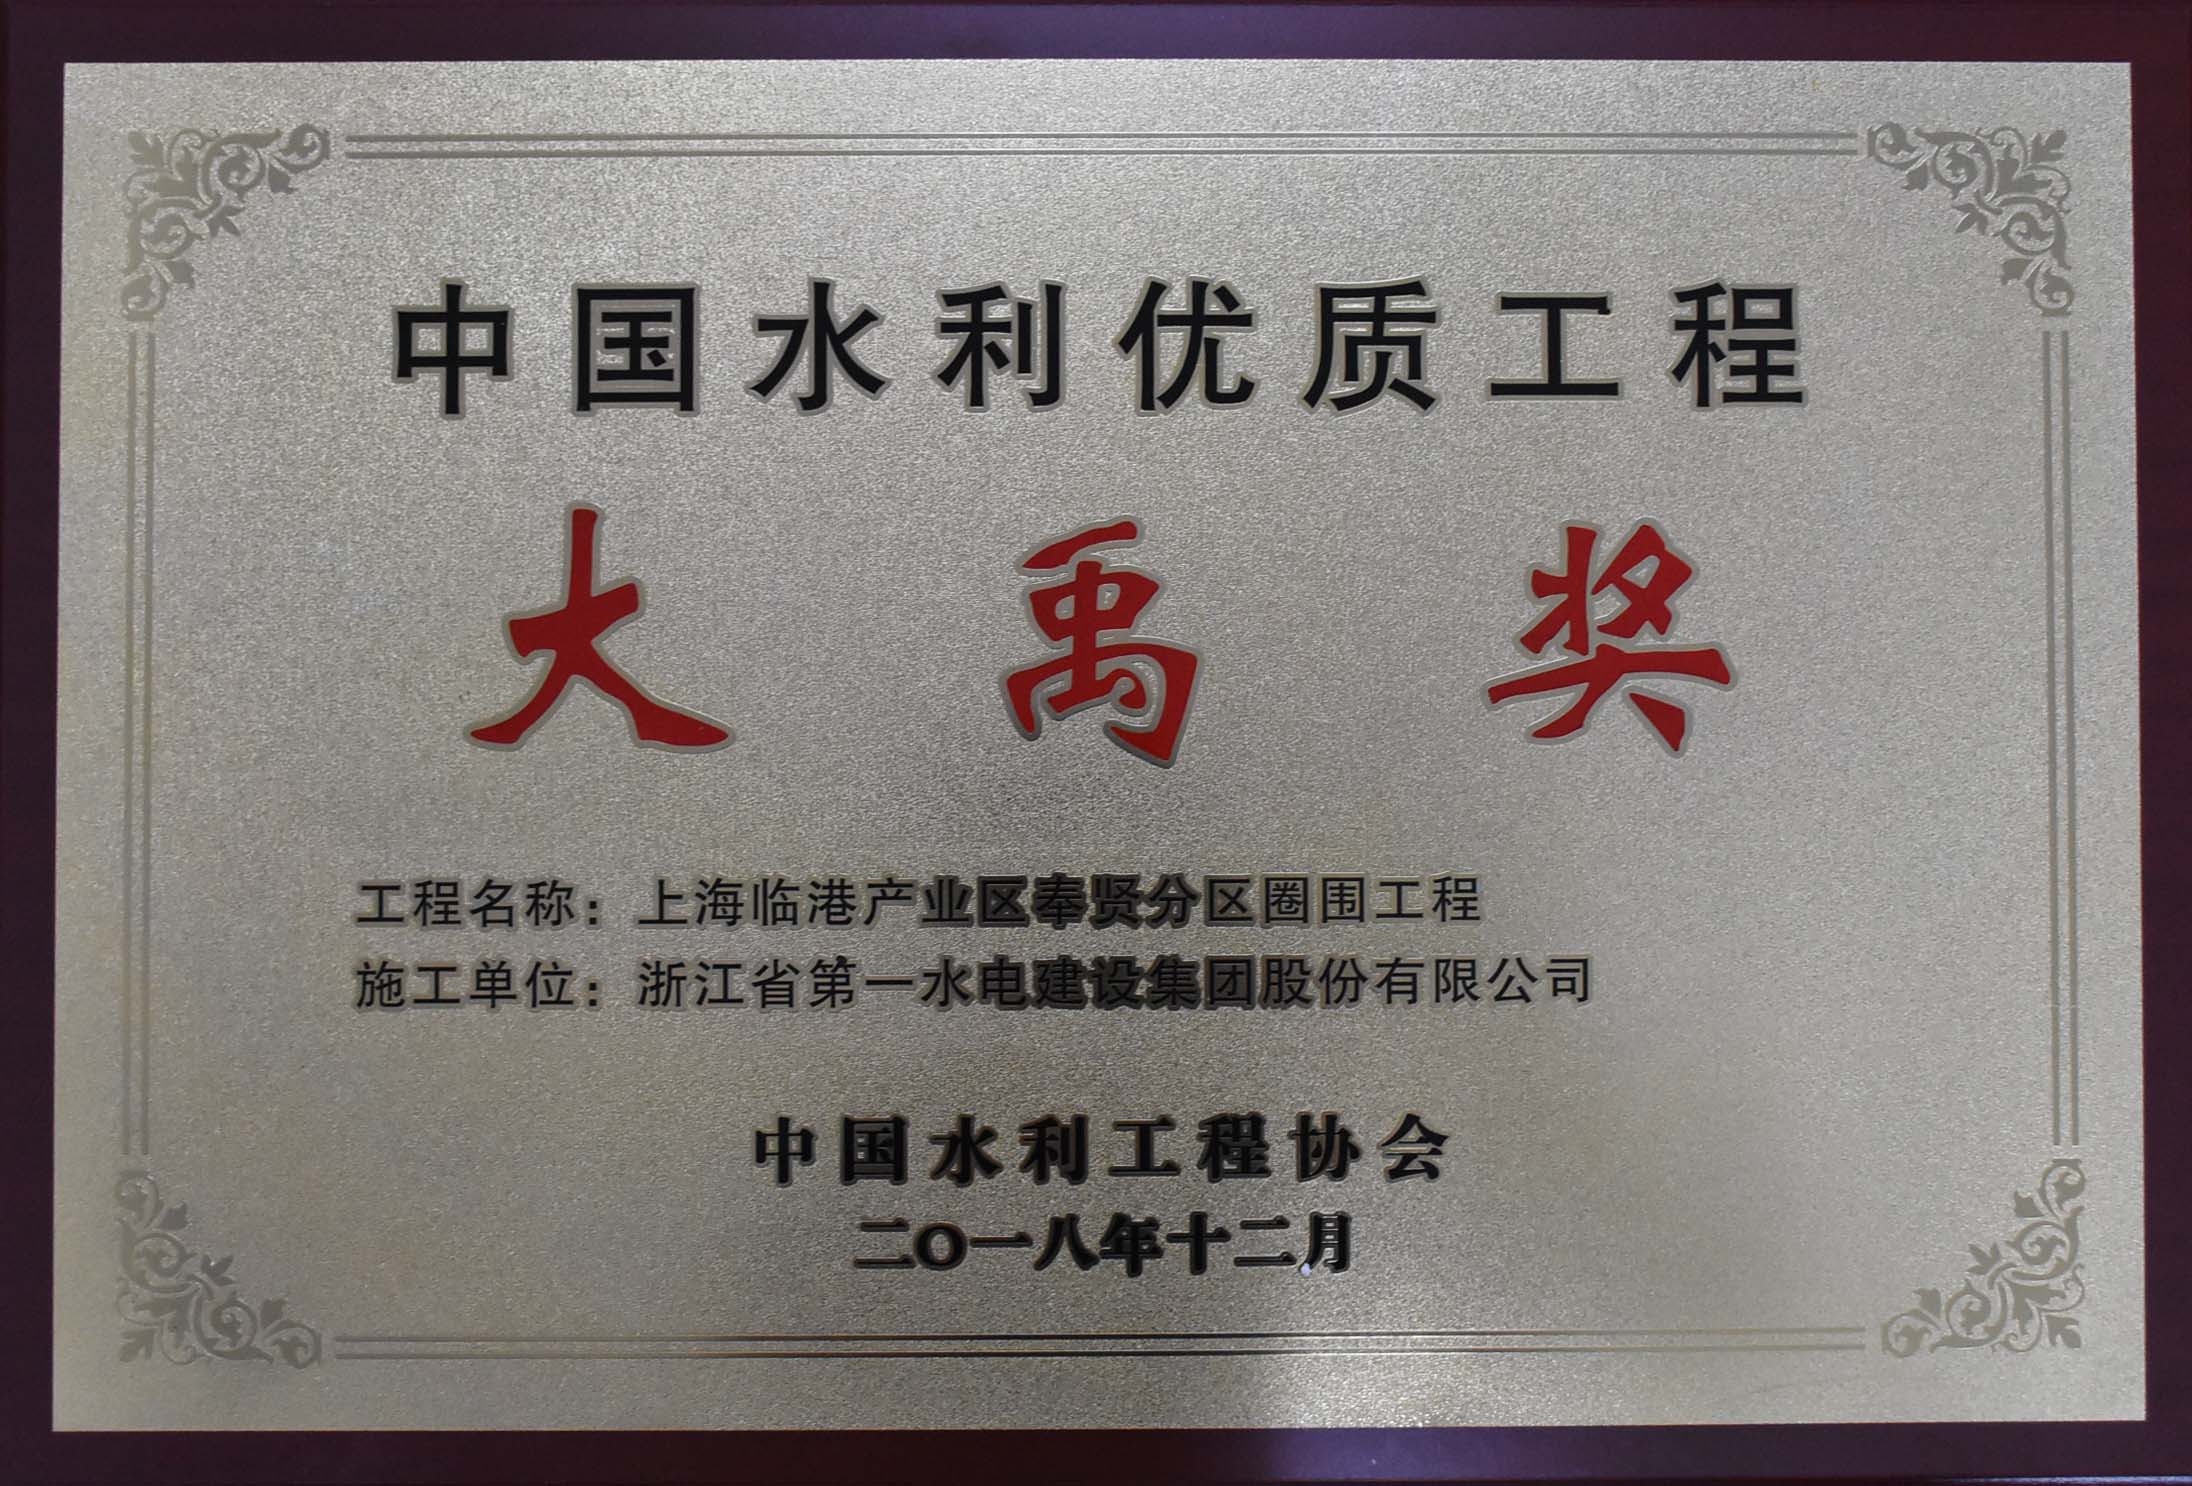 中国水利优质工程
大禹奖
工程名称：上海临港产业区奉贤分区圈围工程
施工单位：浙江省第一水电建设集团股份有限公司
中国水利工程协会
二〇一八年十二月